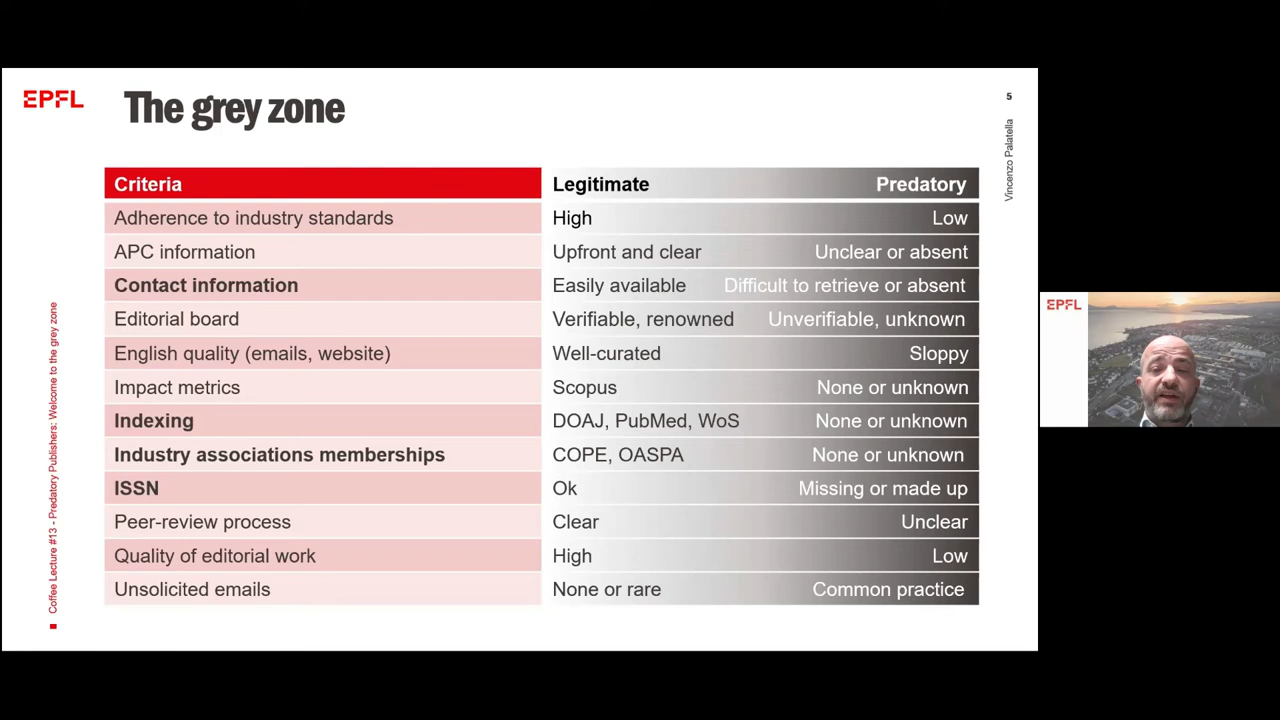 EPFL
The grey zone
5
Vincenzo Palatella
Coffee Lecture #13 - Predatory Publishers: Welcome to the grey zone
Criteria Legitimate Predatory
Adherence to industry standards High Low
APC information Upfront and clear Unclear or absent
Contact information Easily available Difficult to retrieve or absent
Editorial board Verifiable, renowned Unverifiable, unknown
English quality (emails, website) Well-curated Sloppy
Impact metrics Scopus None or unknown
Indexing DOAJ, PubMed, WoS None or unknown
Industry associations memberships COPE, OASPA None or unknown
ISSN Ok Missing or made up
Peer-review process Clear Unclear
Quality of editorial work High Low
Unsolicited emails None or rare Common practice
EPFL